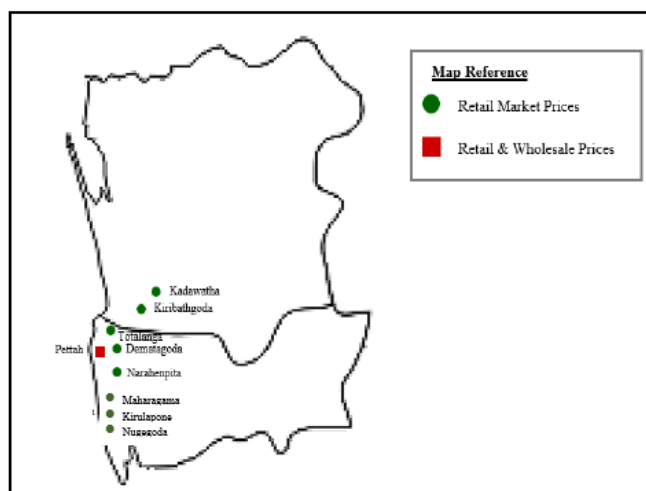 Map Reference
Retail Market Prices
Retail & Wholesale Prices
Kadawatha
Kiribathgoda
Totalanga
Pettah
Dematagoda
Narahenpita
Maharagama
Kirulapone
Nugegoda